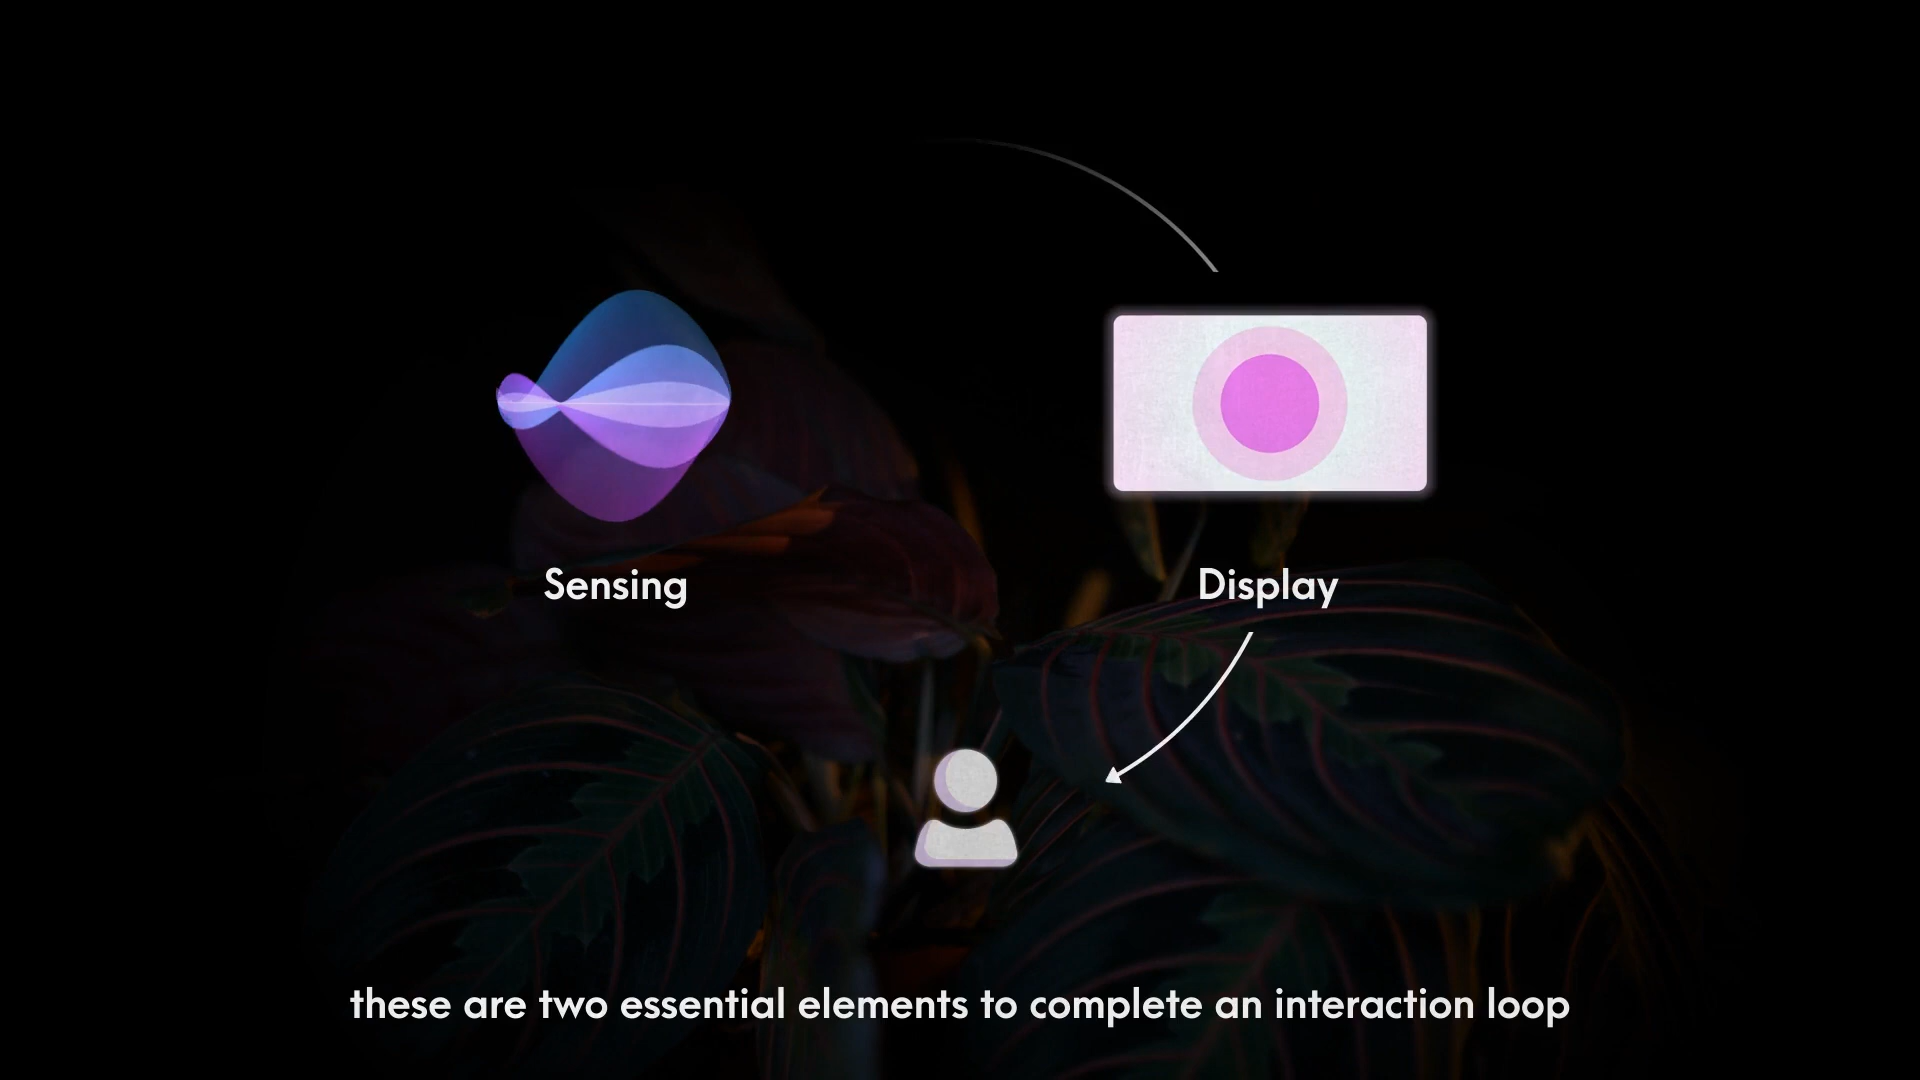 Sensing
Display
these are two essential elements to complete an interaction loop